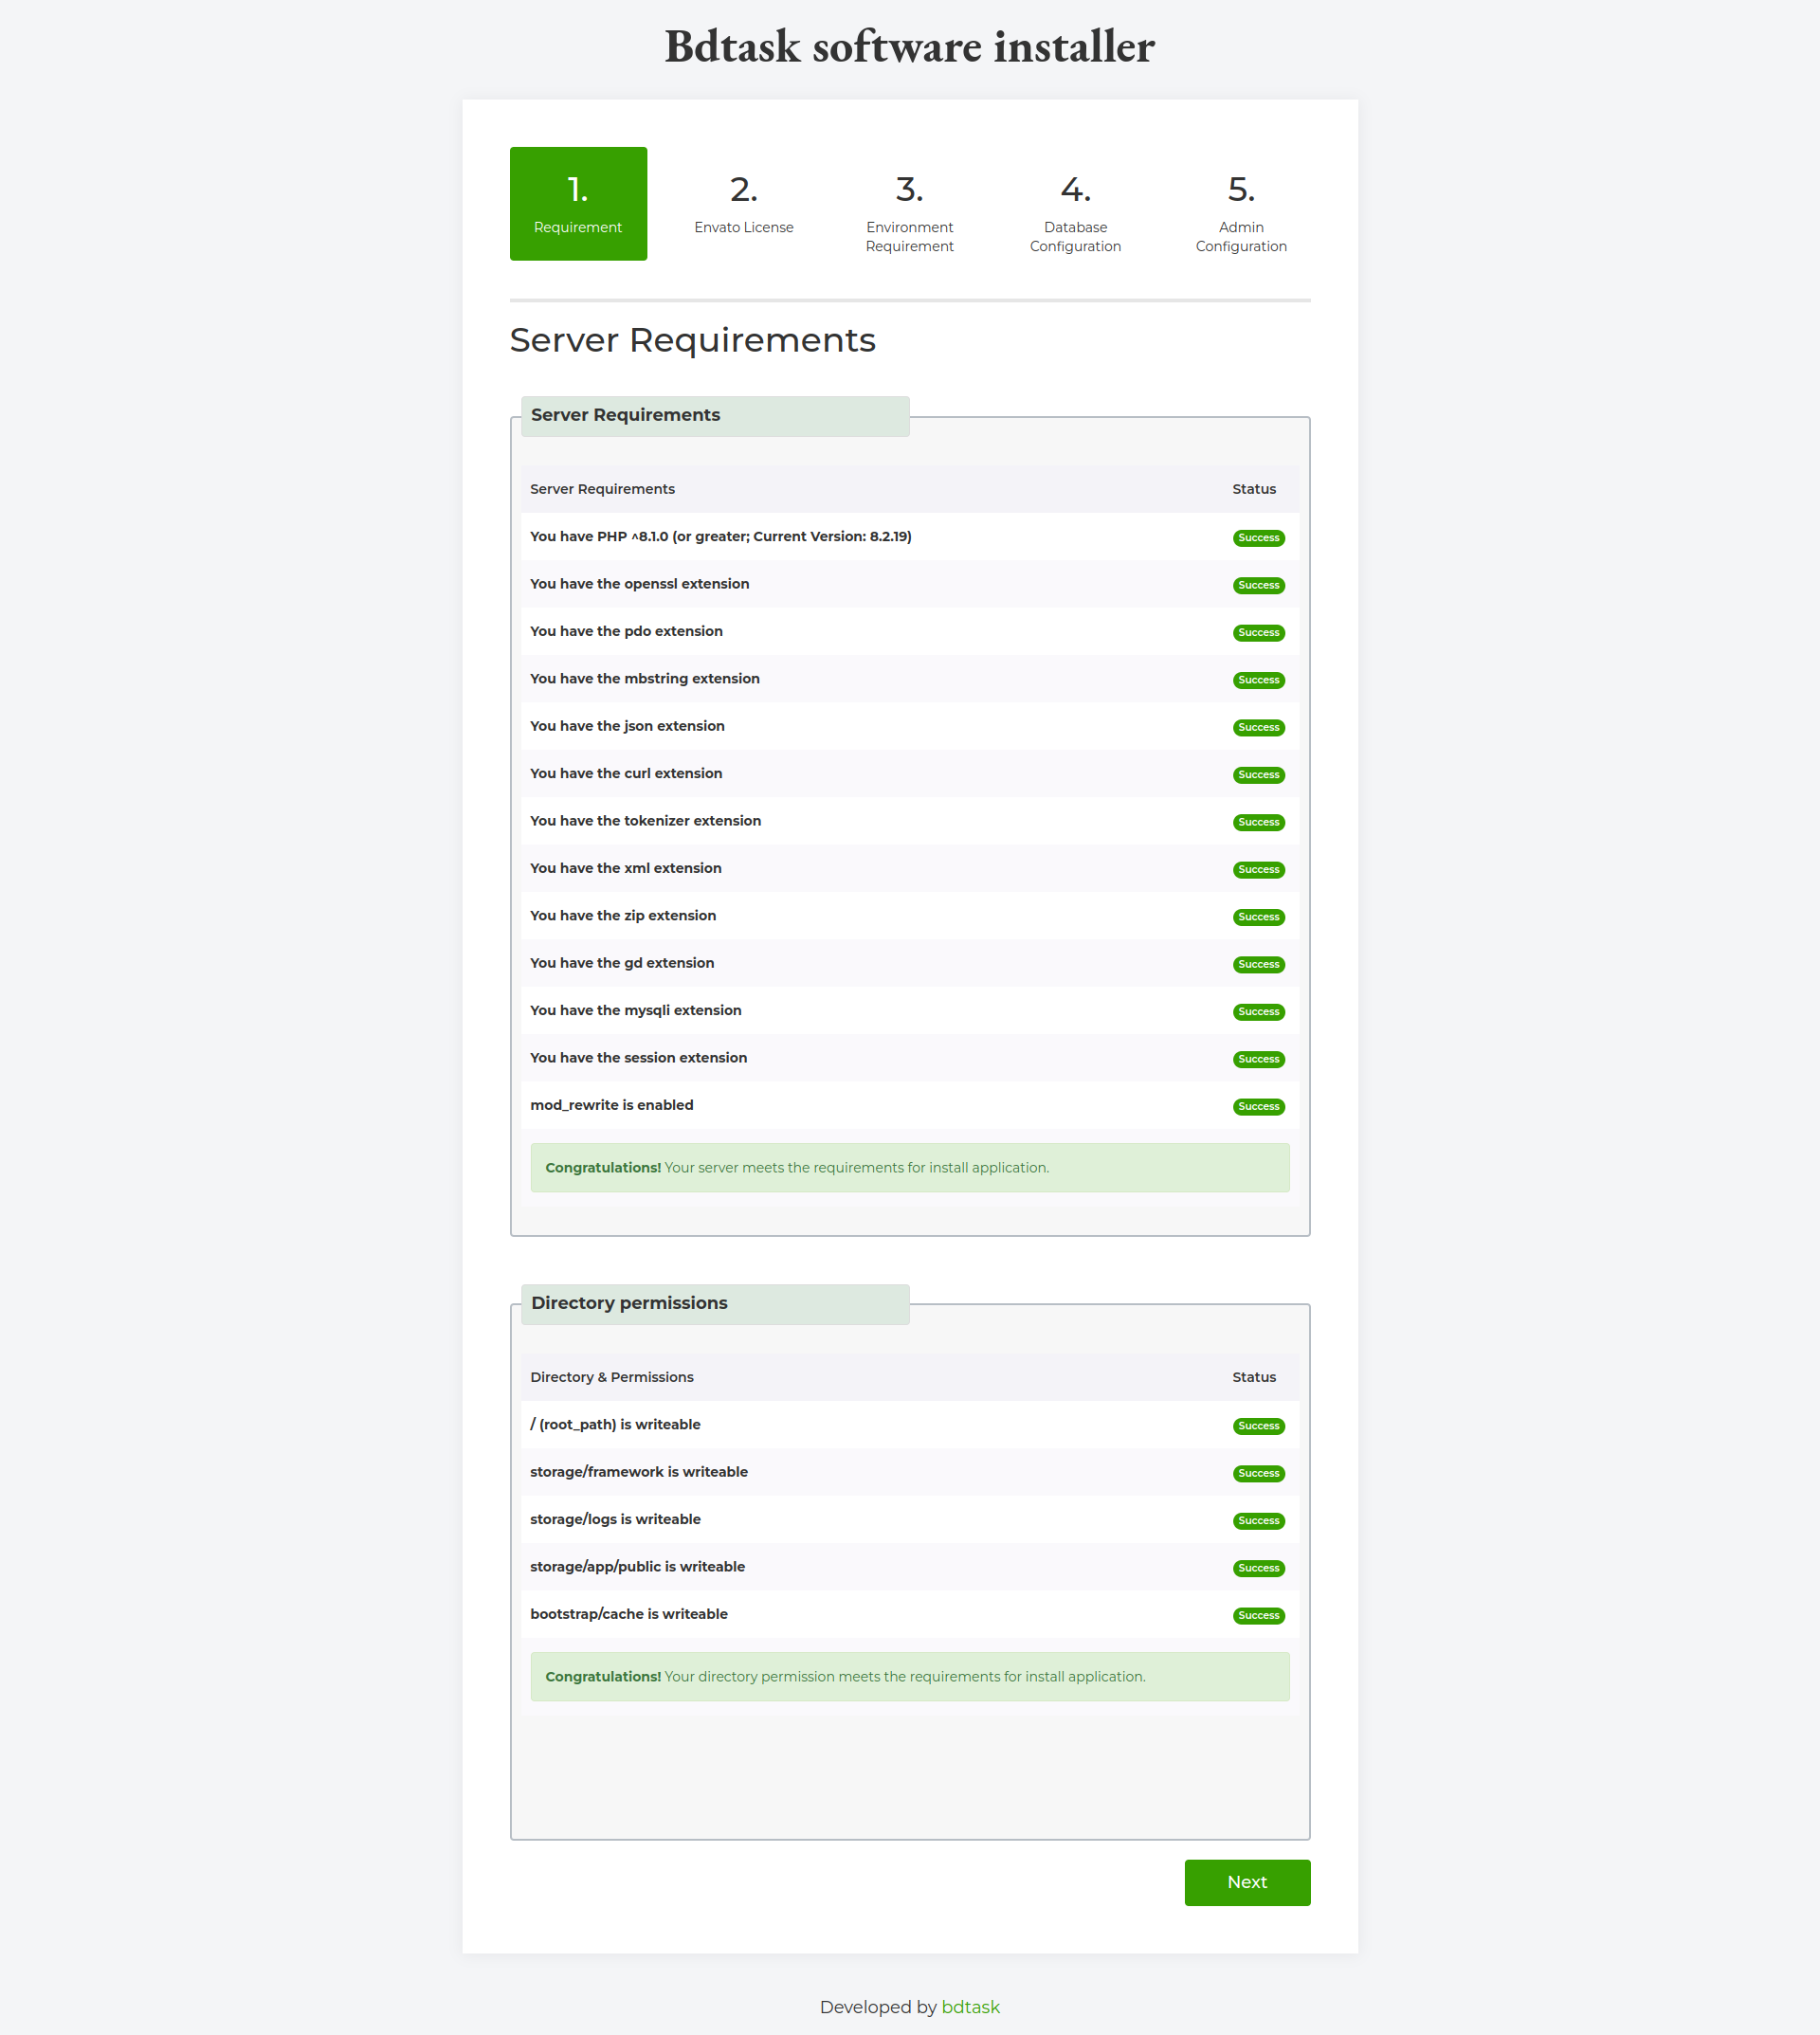 Bdtask software installer
1.
Requirement
2.
Envato License
3.
Environment
Requirement
4.
Database
Configuration
5.
Admin
Configuration
Server Requirements
Server Requirements
Server Requirements Status
You have PHP ^8.1.0 (or greater; Current Version: 8.2.19) Success
You have the openssl extension Success
You have the pdo extension Success
You have the mbstring extension Success
You have the json extension Success
You have the curl extension Success
You have the tokenizer extension Success
You have the xml extension Success
You have the zip extension Success
You have the gd extension Success
You have the mysqli extension Success
You have the session extension Success
mod_rewrite is enabled Success
Congratulations! Your server meets the requirements for install application.
Directory permissions
Directory & Permissions Status
/ (root_path) is writeable Success
storage/framework is writeable Success
storage/logs is writeable Success
storage/app/public is writeable Success
bootstrap/cache is writeable Success
Congratulations! Your directory permission meets the requirements for install application.
Next
Developed by bdtask